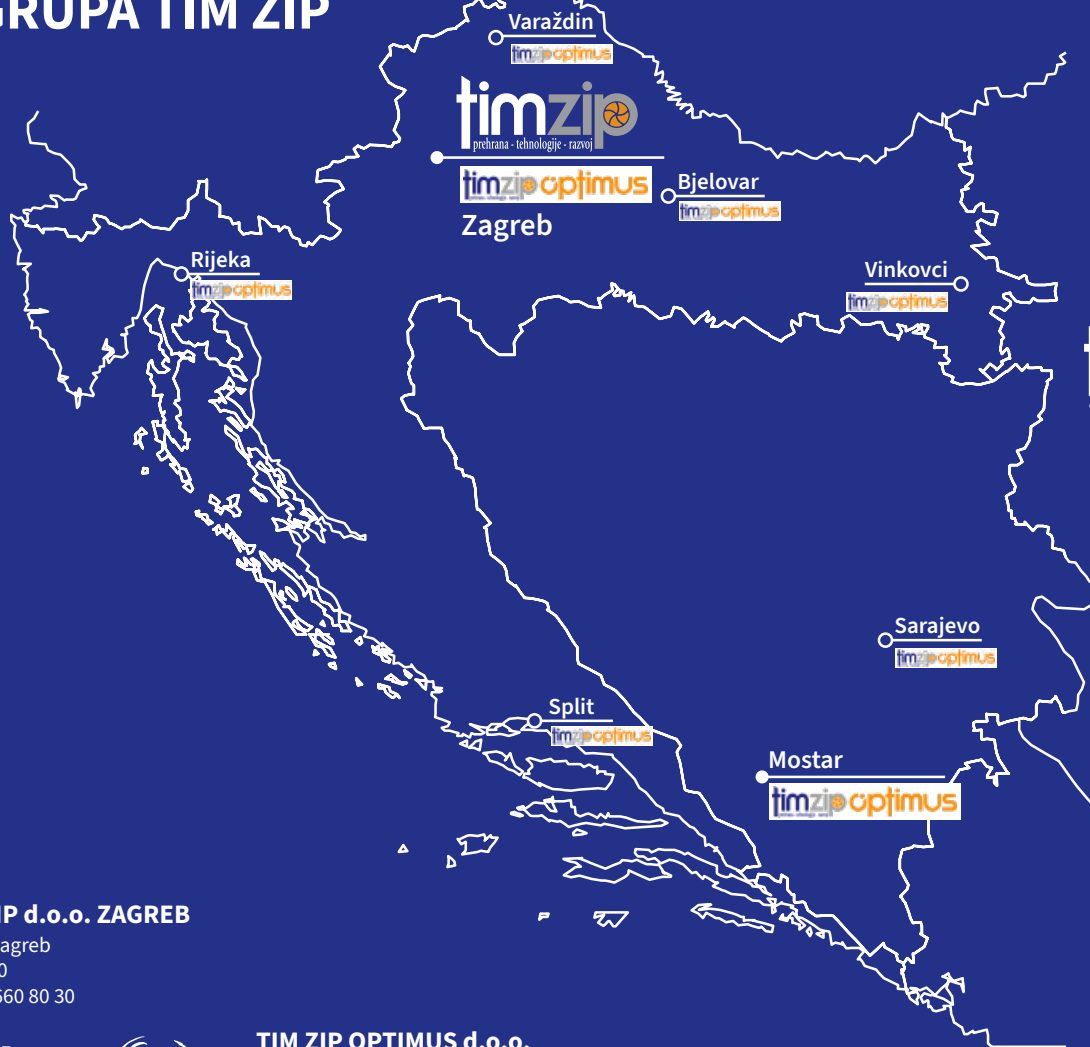 GRUPA TIM ZIP
Varaždin
timzip optimus
timzip
prehrana - tehnologije - razvoj
timzip optimus
Zagreb
Bjelovar
timzip optimus
Rijeka
timzip optimus
Vinkovci
timzip optimus
Sarajevo
timzip optimus
Split
timzip optimus
Mostar
timzip optimus
IP d.o.o. ZAGREB
agreb
0
660 80 30
TIM ZIP OPTIMUS d.o.o.